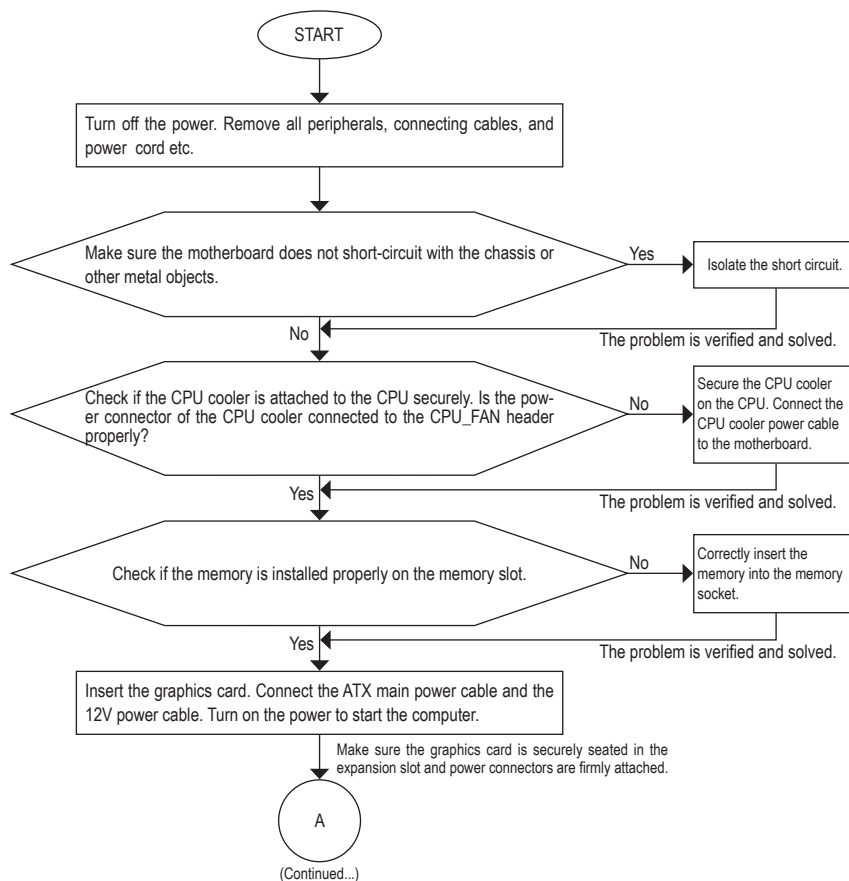 START
Turn off the power. Remove all peripherals, connecting cables, and
power cord etc.
Make sure the motherboard does not short-circuit with the chassis or
other metal objects.
Yes
Isolate the short circuit.
The problem is verified and solved.
No
Check if the CPU cooler is attached to the CPU securely. Is the pow-
er connector of the CPU cooler connected to the CPU_FAN header
properly?
No
Secure the CPU cooler
on the CPU. Connect the
CPU cooler power cable
to the motherboard.
The problem is verified and solved.
Yes
Check if the memory is installed properly on the memory slot.
No
Correctly insert the
memory into the memory
socket.
The problem is verified and solved.
Yes
Insert the graphics card. Connect the ATX main power cable and the
12V power cable. Turn on the power to start the computer.
Make sure the graphics card is securely seated in the
expansion slot and power connectors are firmly attached.
A
(Continued...)